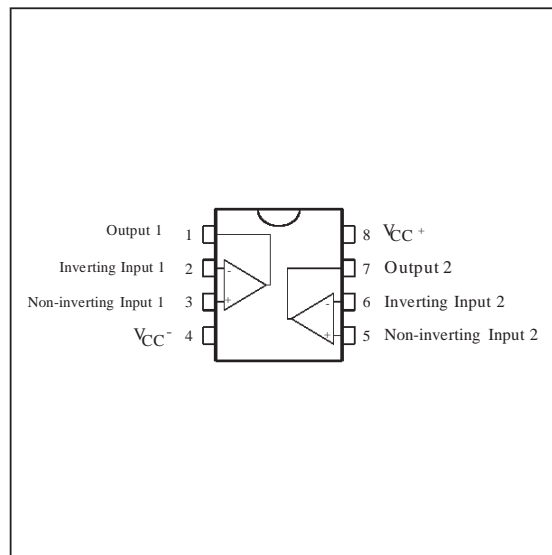 Output 1 1
Inverting Input 1 2
Non-inverting Input 1 3
VCC- 4
8 VCC+
7 Output 2
6 Inverting Input 2
5 Non-inverting Input 2
-
+
-
+